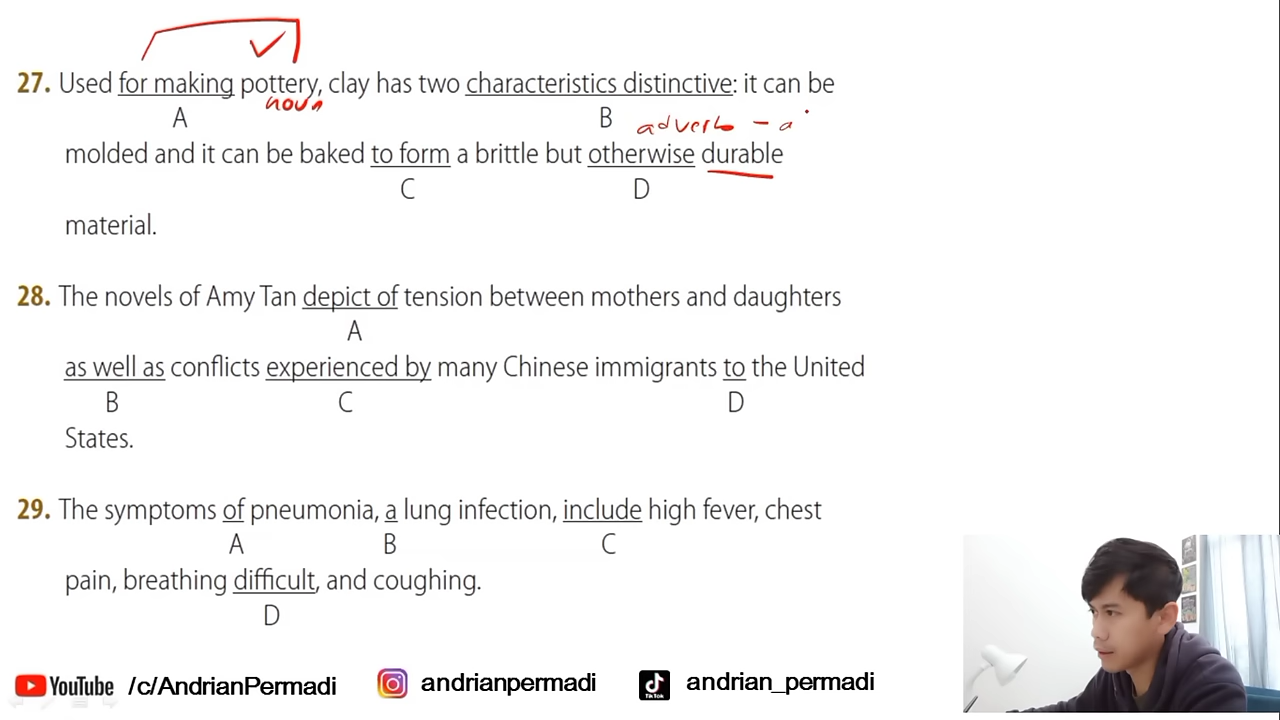 27. Used for making pottery, clay has two characteristics distinctive: it can be
noun
A
B
adverb - a
molded and it can be baked to form a brittle but otherwise durable
C
D
material.
28. The novels of Amy Tan depict of tension between mothers and daughters
A
as well as conflicts experienced by many Chinese immigrants to the United
B
C
D
States.
29. The symptoms of pneumonia, a lung infection, include high fever, chest
A
B
C
pain, breathing difficult, and coughing.
D
YouTube /c/AndrianPermadi
andrianpermadi
TikTok andrian_permadi